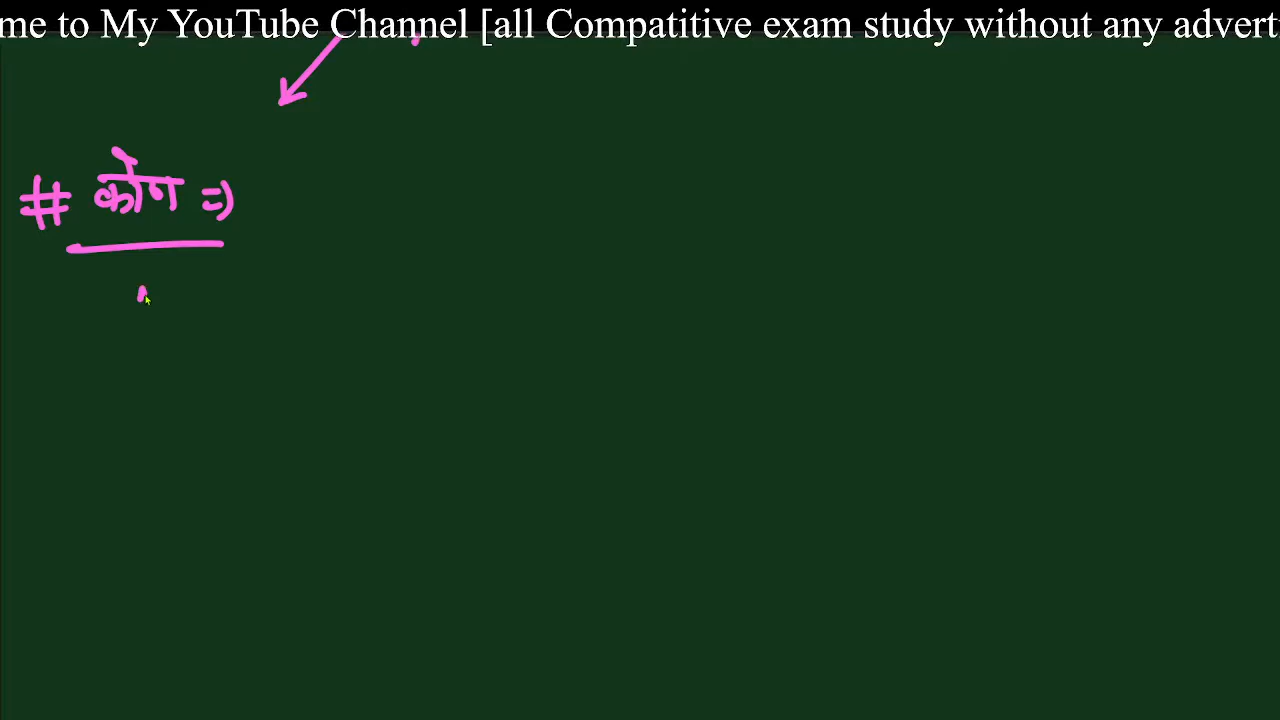 me to My YouTube Channel [all Compatitive exam study without any advert
# कोण =)